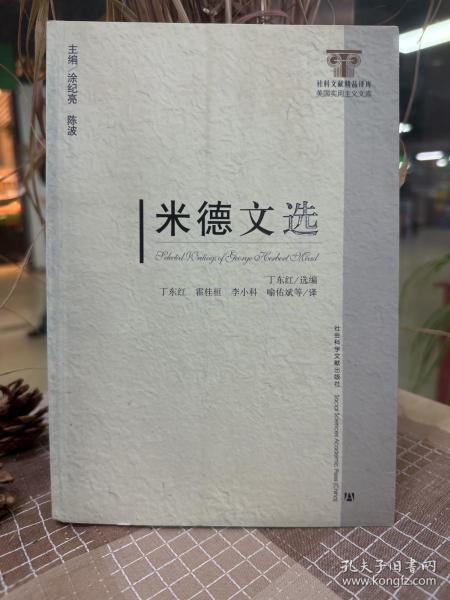 主编/涂纪亮 陈波
社科文献精品译库
美国实用主义文库
米德文选
Selected Writings of George Herbert Mead
丁东红/选编
丁东红 霍桂桓 李小科 喻佑斌等/译
社会科学文献出版社
Social Sciences Academic Press (China)
孔夫子旧书网
www.kongfz.com